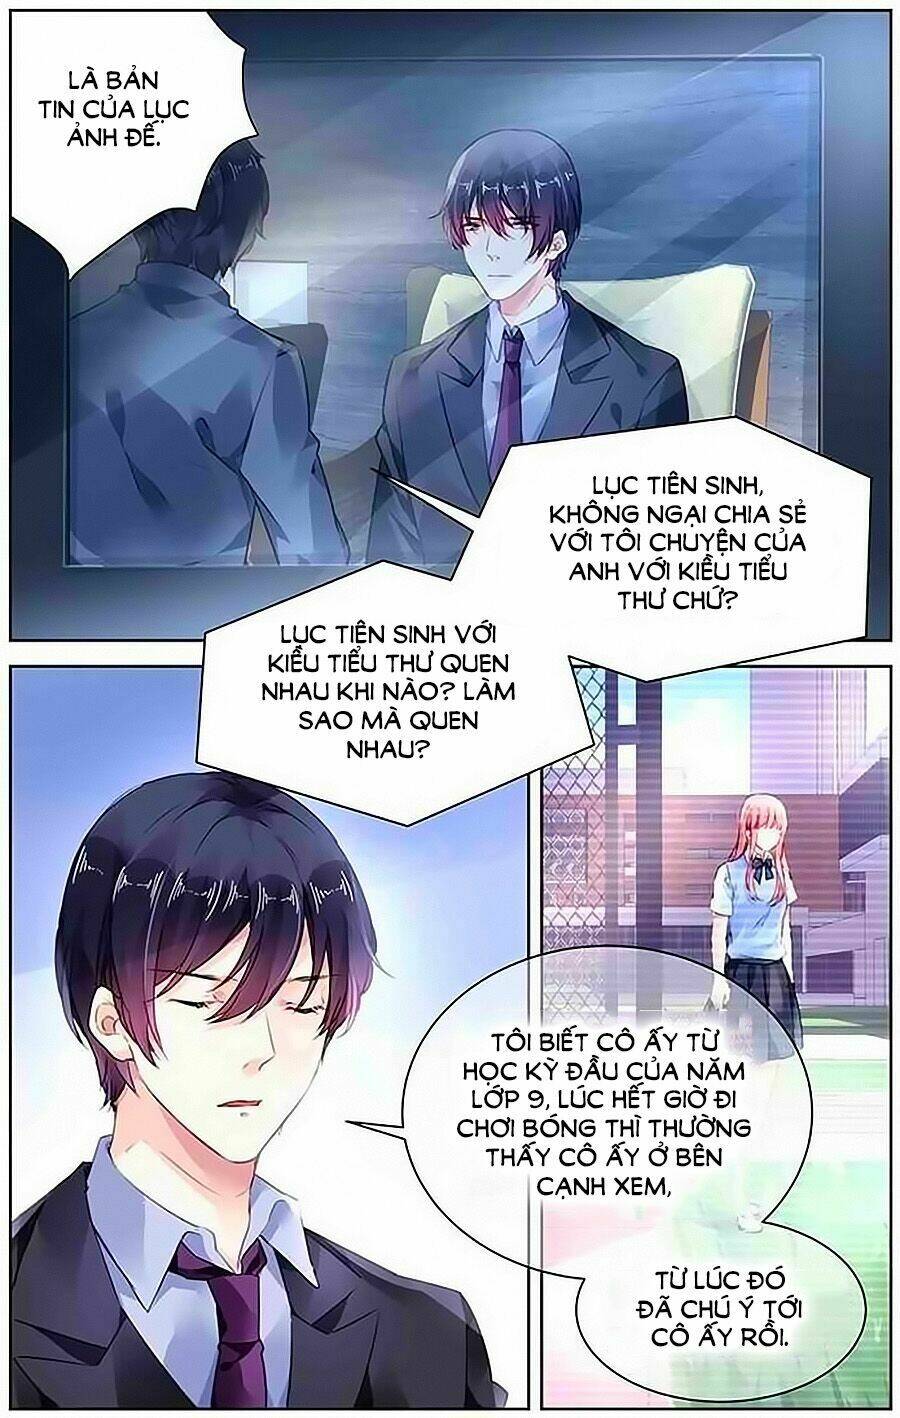 LÀ BẢN
TIN CỦA LỤC
ẢNH ĐẾ.
LỤC TIÊN SINH,
KHÔNG NGẠI CHIA SẺ
VỚI TÔI CHUYỆN CỦA
ANH VỚI KIỀU TIỂU
THƯ CHỨ?
LỤC TIÊN SINH VỚI
KIỀU TIỂU THƯ QUEN
NHAU KHI NÀO? LÀM
SAO MÀ QUEN
NHAU?
TÔI BIẾT CÔ ẤY TỪ
HỌC KỲ ĐẦU CỦA NĂM
LỚP 9, LÚC HẾT GIỜ ĐI
CHƠI BÓNG THÌ THƯỜNG
THẤY CÔ ẤY Ở BÊN
CẠNH XEM,
TỪ LÚC ĐÓ
ĐÃ CHÚ Ý TỚI
CÔ ẤY RỒI.